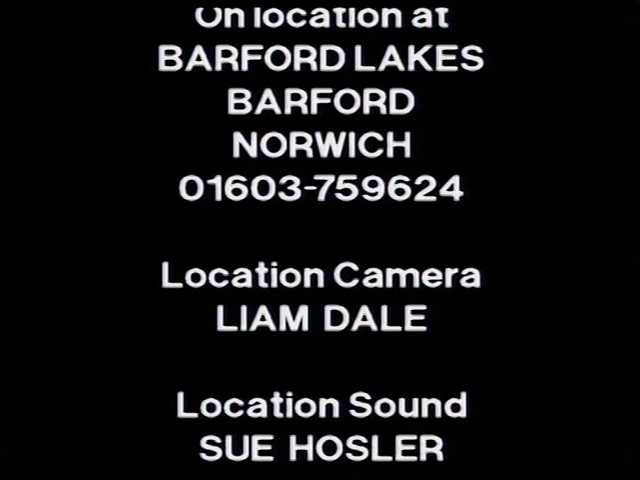 On location at
BARFORD LAKES
BARFORD
NORWICH
01603-759624
Location Camera
LIAM DALE
Location Sound
SUE HOSLER